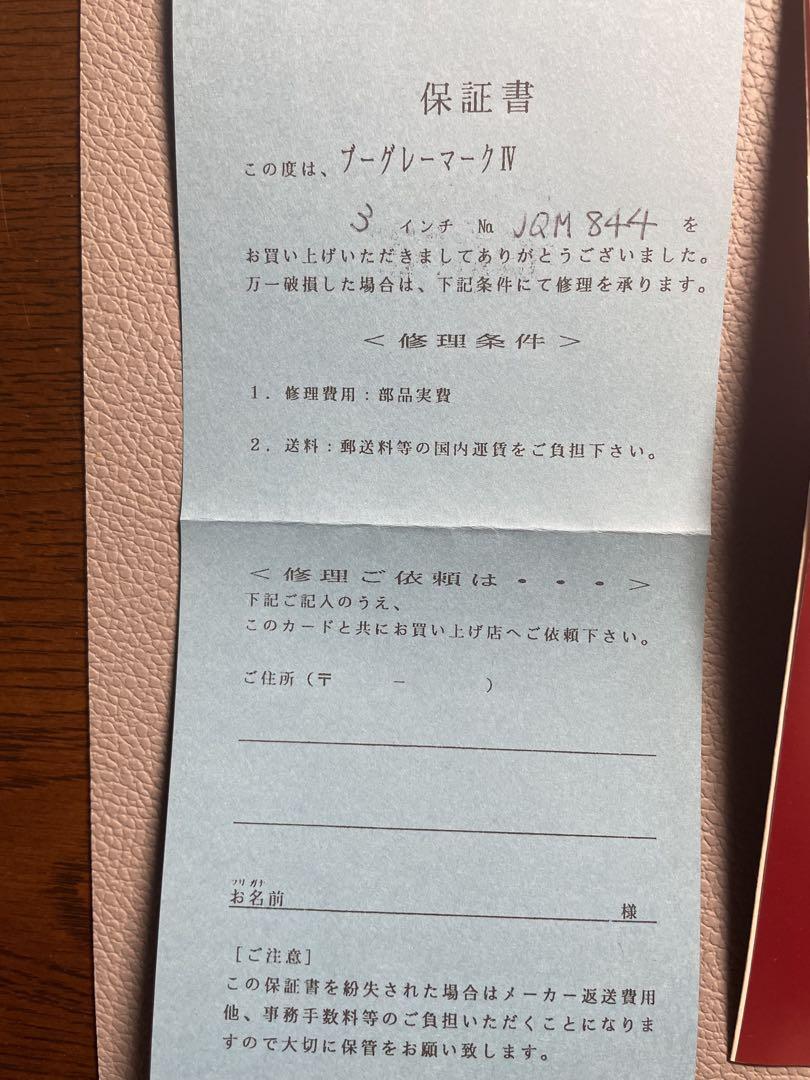 保証書
この度は、ブーグレーマークⅣ
3 インチ № JQM 844 を
お買い上げいただきましてありがとうございました。
万一破損した場合は、下記条件にて修理を承ります。
＜修理条件＞
1．修理費用：部品実費
2．送料：郵送料等の国内運賃をご負担下さい。
＜修理ご依頼は・・・＞
下記ご記入のうえ、
このカードと共にお買い上げ店へご依頼下さい。
ご住所（〒　　－　　　）
フリガナ
お名前　　様
［ご注意］
この保証書を紛失された場合はメーカー返送費用
他、事務手数料等のご負担いただくことになりま
すので大切に保管をお願い致します。